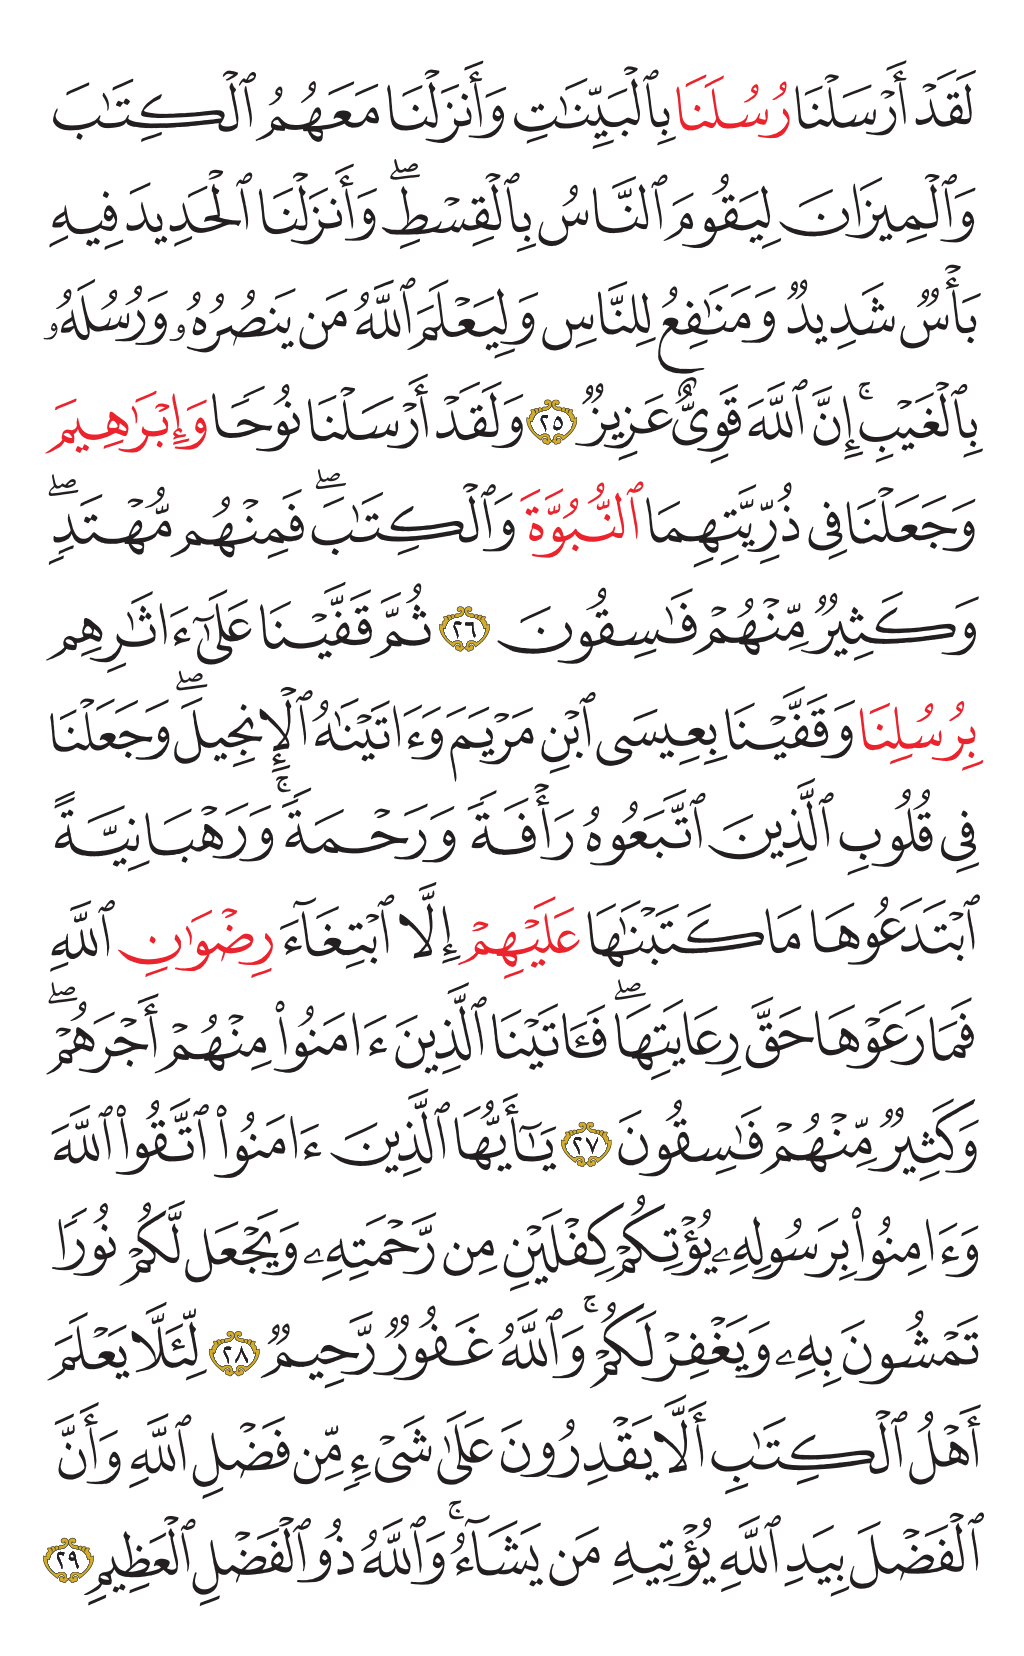 لَقَدْ أَرْسَلْنَا رُسُلَنَا بِٱلْبَيِّنَـٰتِ وَأَنزَلْنَا مَعَهُمُ ٱلْكِتَـٰبَ
وَٱلْمِيزَانَ لِيَقُومَ ٱلنَّاسُ بِٱلْقِسْطِ ۖ وَأَنزَلْنَا ٱلْحَدِيدَ فِيهِ
بَأْسٌ شَدِيدٌ وَمَنَـٰفِعُ لِلنَّاسِ وَلِيَعْلَمَ ٱللَّهُ مَن يَنصُرُهُۥ وَرُسُلَهُۥ
بِٱلْغَيْبِ ۚ إِنَّ ٱللَّهَ قَوِىٌّ عَزِيزٌ ٢٥ وَلَقَدْ أَرْسَلْنَا نُوحًا وَإِبْرَٰهِيمَ
وَجَعَلْنَا فِى ذُرِّيَّتِهِمَا ٱلنُّبُوَّةَ وَٱلْكِتَـٰبَ ۖ فَمِنْهُم مُّهْتَدٍ ۖ
وَكَثِيرٌ مِّنْهُمْ فَـٰسِقُونَ ٢٦ ثُمَّ قَفَّيْنَا عَلَىٰٓ ءَاثَـٰرِهِم
بِرُسُلِنَا وَقَفَّيْنَا بِعِيسَى ٱبْنِ مَرْيَمَ وَءَاتَيْنَـٰهُ ٱلْإِنجِيلَ ۖ وَجَعَلْنَا
فِى قُلُوبِ ٱلَّذِينَ ٱتَّبَعُوهُ رَأْفَةً وَرَحْمَةً ۚ وَرَهْبَانِيَّةً
ٱبْتَدَعُوهَا مَا كَتَبْنَـٰهَا عَلَيْهِمْ إِلَّا ٱبْتِغَآءَ رِضْوَٰنِ ٱللَّهِ
فَمَا رَعَوْهَا حَقَّ رِعَايَتِهَا ۖ فَـَٔاتَيْنَا ٱلَّذِينَ ءَامَنُوا۟ مِنْهُمْ أَجْرَهُمْ ۖ
وَكَثِيرٌ مِّنْهُمْ فَـٰسِقُونَ ٢٧ يَـٰٓأَيُّهَا ٱلَّذِينَ ءَامَنُوا۟ ٱتَّقُوا۟ ٱللَّهَ
وَءَامِنُوا۟ بِرَسُولِهِۦ يُؤْتِكُمْ كِفْلَيْنِ مِن رَّحْمَتِهِۦ وَيَجْعَل لَّكُمْ نُورًا
تَمْشُونَ بِهِۦ وَيَغْفِرْ لَكُمْ ۚ وَٱللَّهُ غَفُورٌ رَّحِيمٌ ٢٨ لِّئَلَّا يَعْلَمَ
أَهْلُ ٱلْكِتَـٰبِ أَلَّا يَقْدِرُونَ عَلَىٰ شَىْءٍ مِّن فَضْلِ ٱللَّهِ وَأَنَّ
ٱلْفَضْلَ بِيَدِ ٱللَّهِ يُؤْتِيهِ مَن يَشَآءُ ۚ وَٱللَّهُ ذُو ٱلْفَضْلِ ٱلْعَظِيمِ ٢٩